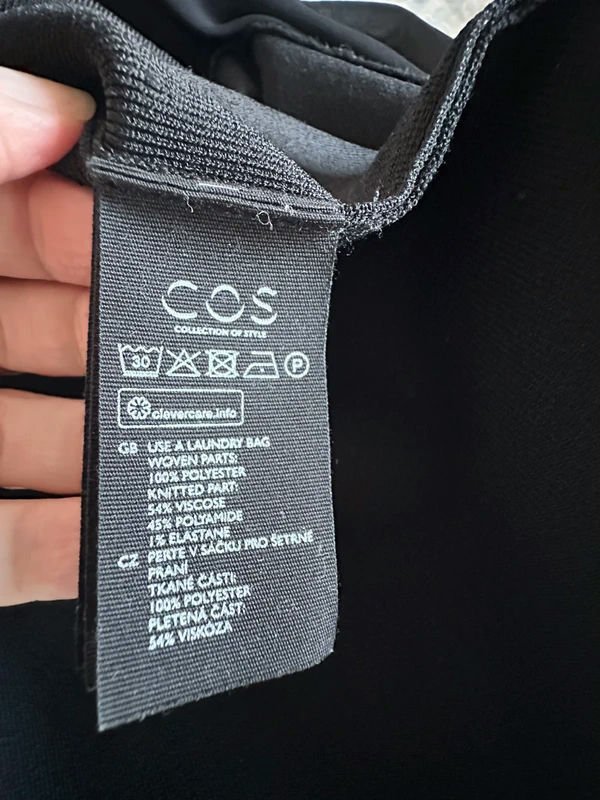 COS
COLLECTION OF STYLE
30 P
clevercare.info
GB USE A LAUNDRY BAG
WOVEN PARTS:
100% POLYESTER
KNITTED PART:
54% VISCOSE
45% POLYAMIDE
1% ELASTANE
CZ PERTE V SÁČKU PRO ŠETRNÉ
PRANÍ
TKANÉ ČÁSTI:
100% POLYESTER
PLETENÁ ČÁST:
54% VISKÓZA